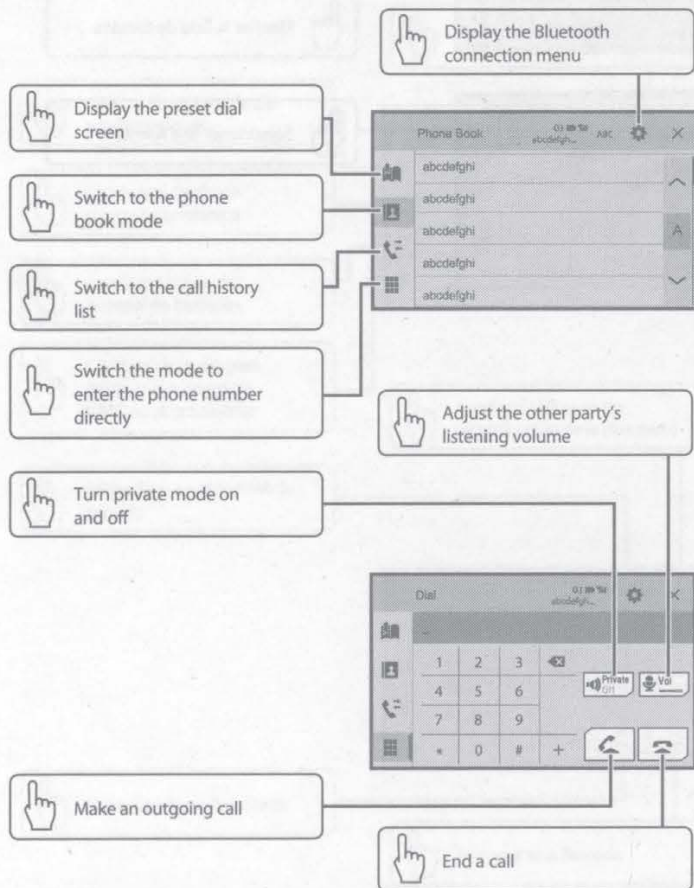 Display the Bluetooth
connection menu
Display the preset dial
screen
Switch to the phone
book mode
Switch to the call history
list
Switch the mode to
enter the phone number
directly
Phone Book
abcdefgh...
ABC
abcdefghi
abcdefghi
abcdefghi
A
abcdefghi
abcdefghi
Adjust the other party's
listening volume
Turn private mode on
and off
Dial
abcdefgh...
1 2 3
4 5 6
Private
Vol
7 8 9
* 0 # +
Make an outgoing call
End a call